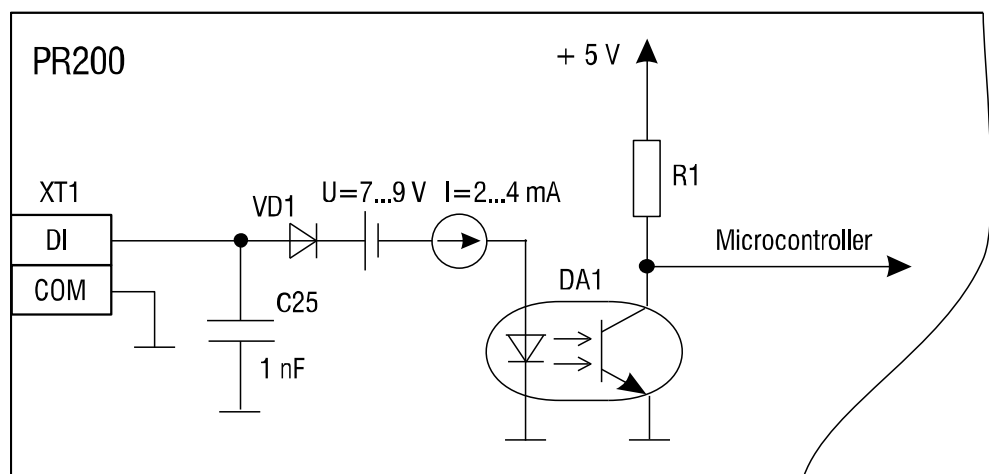 PR200
+ 5 V
XT1
DI
COM
VD1
U=7...9 V
I=2...4 mA
R1
Microcontroller
DA1
C25
1 nF